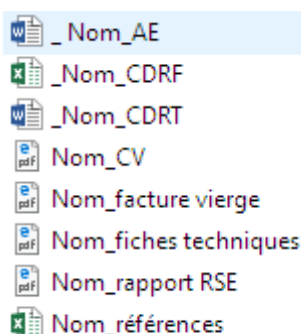 _ Nom_AE
_Nom_CDRF
_Nom_CDRT
Nom_CV
Nom_facture vierge
Nom_fiches techniques
Nom_rapport RSE
Nom_références